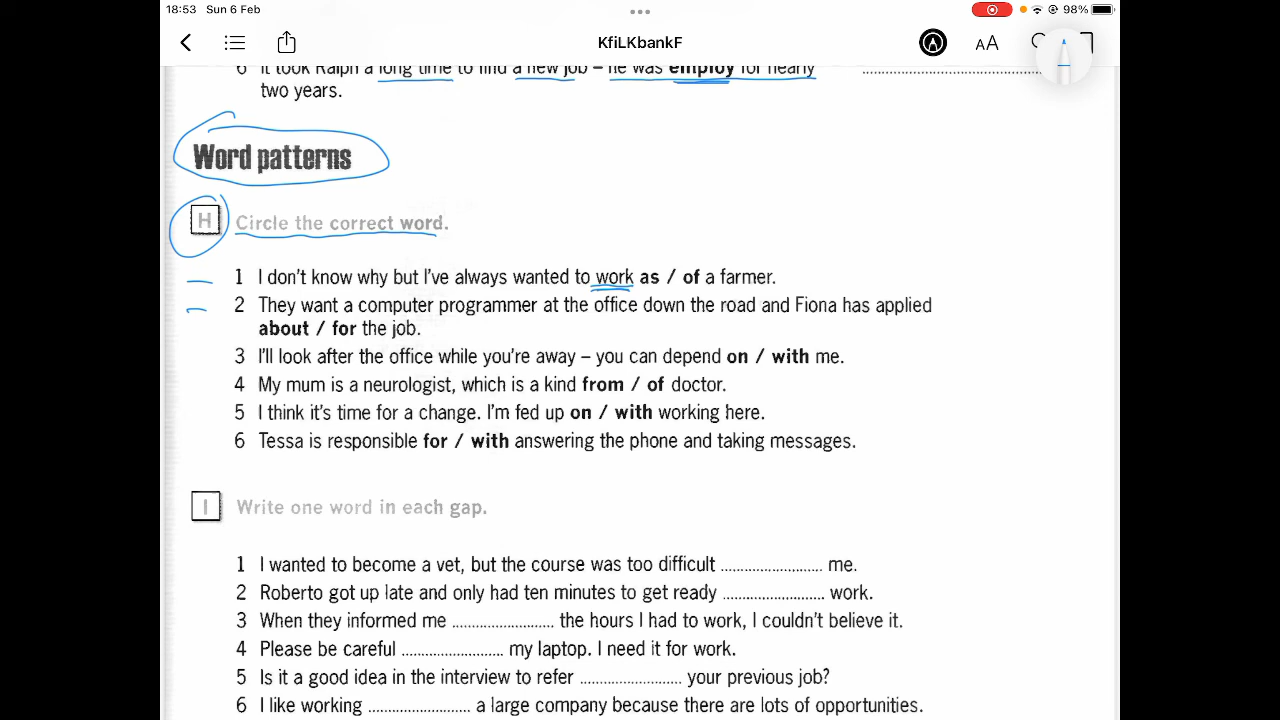 18:53 Sun 6 Feb
98%
KfiLKbankF
AA
6 It took Ralph a long time to find a new job – he was employ for nearly ........................................
two years.
Word patterns
H Circle the correct word.
1 I don't know why but I've always wanted to work as / of a farmer.
2 They want a computer programmer at the office down the road and Fiona has applied
about / for the job.
3 I'll look after the office while you're away – you can depend on / with me.
4 My mum is a neurologist, which is a kind from / of doctor.
5 I think it's time for a change. I'm fed up on / with working here.
6 Tessa is responsible for / with answering the phone and taking messages.
I Write one word in each gap.
1 I wanted to become a vet, but the course was too difficult ........................ me.
2 Roberto got up late and only had ten minutes to get ready ........................ work.
3 When they informed me ........................ the hours I had to work, I couldn't believe it.
4 Please be careful ........................ my laptop. I need it for work.
5 Is it a good idea in the interview to refer ........................ your previous job?
6 I like working ........................ a large company because there are lots of opportunities.